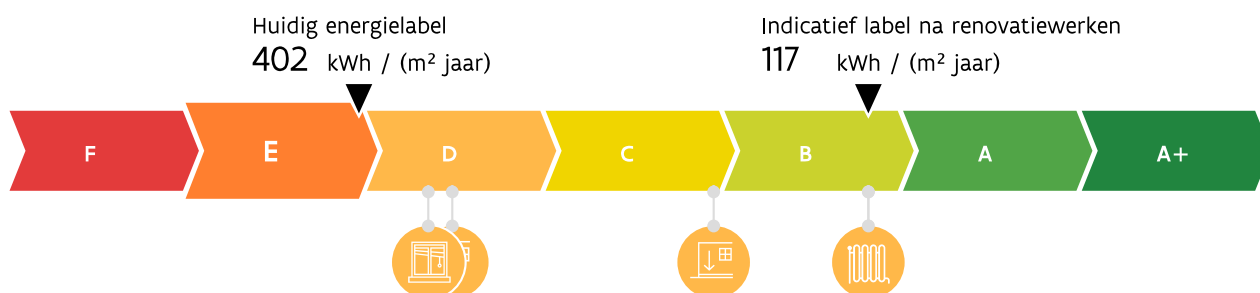 Huidig energielabel
402 kWh / (m² jaar)
Indicatief label na renovatiewerken
117 kWh / (m² jaar)
F E D C B A A+